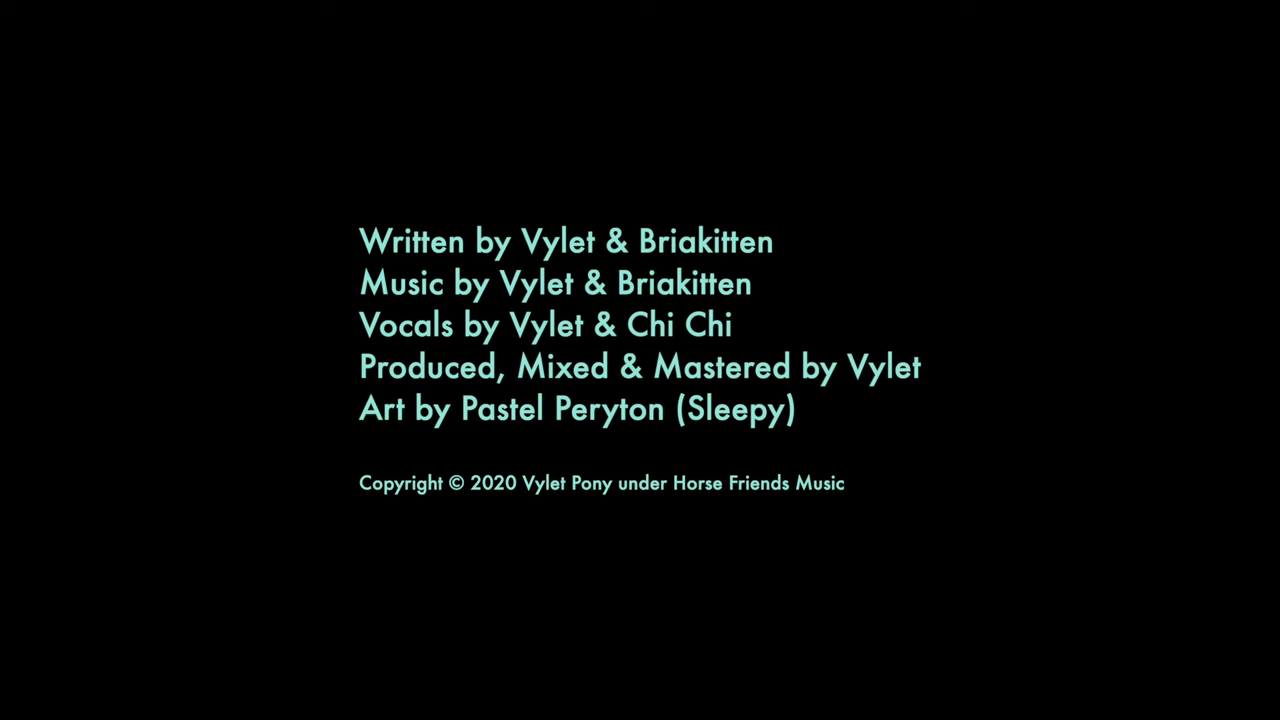 Written by Vylet & Briakitten
Music by Vylet & Briakitten
Vocals by Vylet & Chi Chi
Produced, Mixed & Mastered by Vylet
Art by Pastel Peryton (Sleepy)
Copyright © 2020 Vylet Pony under Horse Friends Music